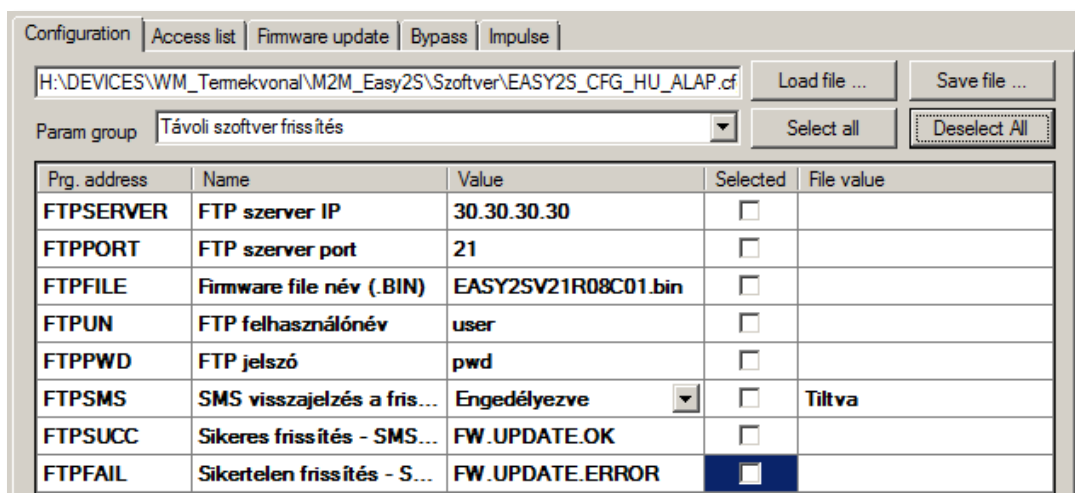 Configuration Access list Firmware update Bypass Impulse
H:\DEVICES\WM_Termekvonal\M2M_Easy2S\Szoftver\EASY2S_CFG_HU_ALAP.cf Load file ... Save file ...
Param group Távoli szoftver frissítés Select all Deselect All
Prg. address Name Value Selected File value
FTPSERVER FTP szerver IP 30.30.30.30
FTPPORT FTP szerver port 21
FTPFILE Firmware file név (.BIN) EASY2SV21R08C01.bin
FTPUN FTP felhasználónév user
FTPPWD FTP jelszó pwd
FTPSMS SMS visszajelzés a fris... Engedélyezve Tiltva
FTPSUCC Sikeres frissítés - SMS... FW.UPDATE.OK
FTPFAIL Sikertelen frissítés - S... FW.UPDATE.ERROR